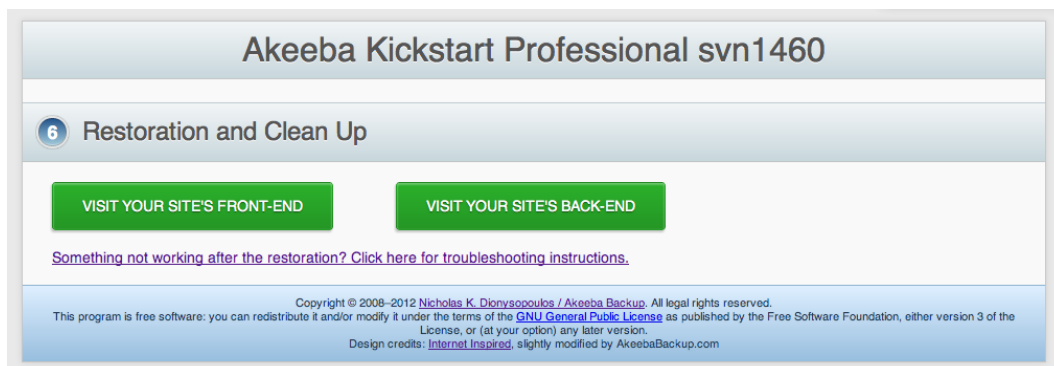 Akeeba Kickstart Professional svn1460
6 Restoration and Clean Up
VISIT YOUR SITE'S FRONT-END VISIT YOUR SITE'S BACK-END
Something not working after the restoration? Click here for troubleshooting instructions.
Copyright © 2008–2012 Nicholas K. Dionysopoulos / Akeeba Backup. All legal rights reserved.
This program is free software: you can redistribute it and/or modify it under the terms of the GNU General Public License as published by the Free Software Foundation, either version 3 of the
License, or (at your option) any later version.
Design credits: Internet Inspired, slightly modified by AkeebaBackup.com